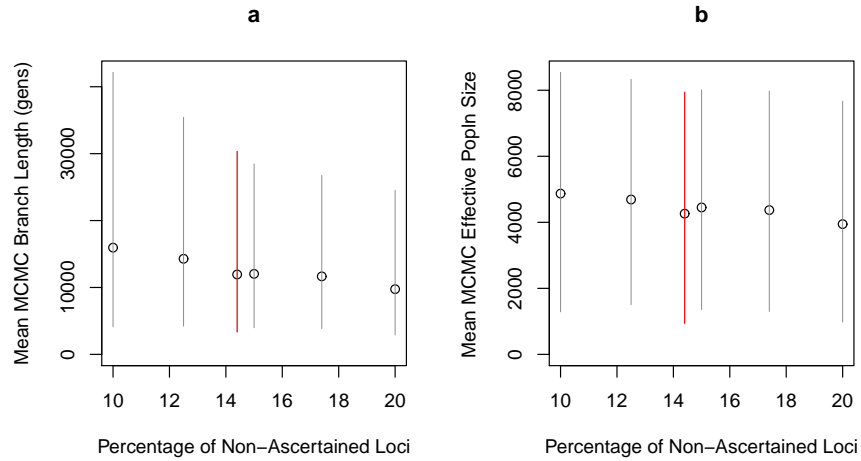 a
Mean MCMC Branch Length (gens)
0
10000
30000
10 12 14 16 18 20
Percentage of Non−Ascertained Loci
b
Mean MCMC Effective Popln Size
0
2000
4000
6000
8000
10 12 14 16 18 20
Percentage of Non−Ascertained Loci